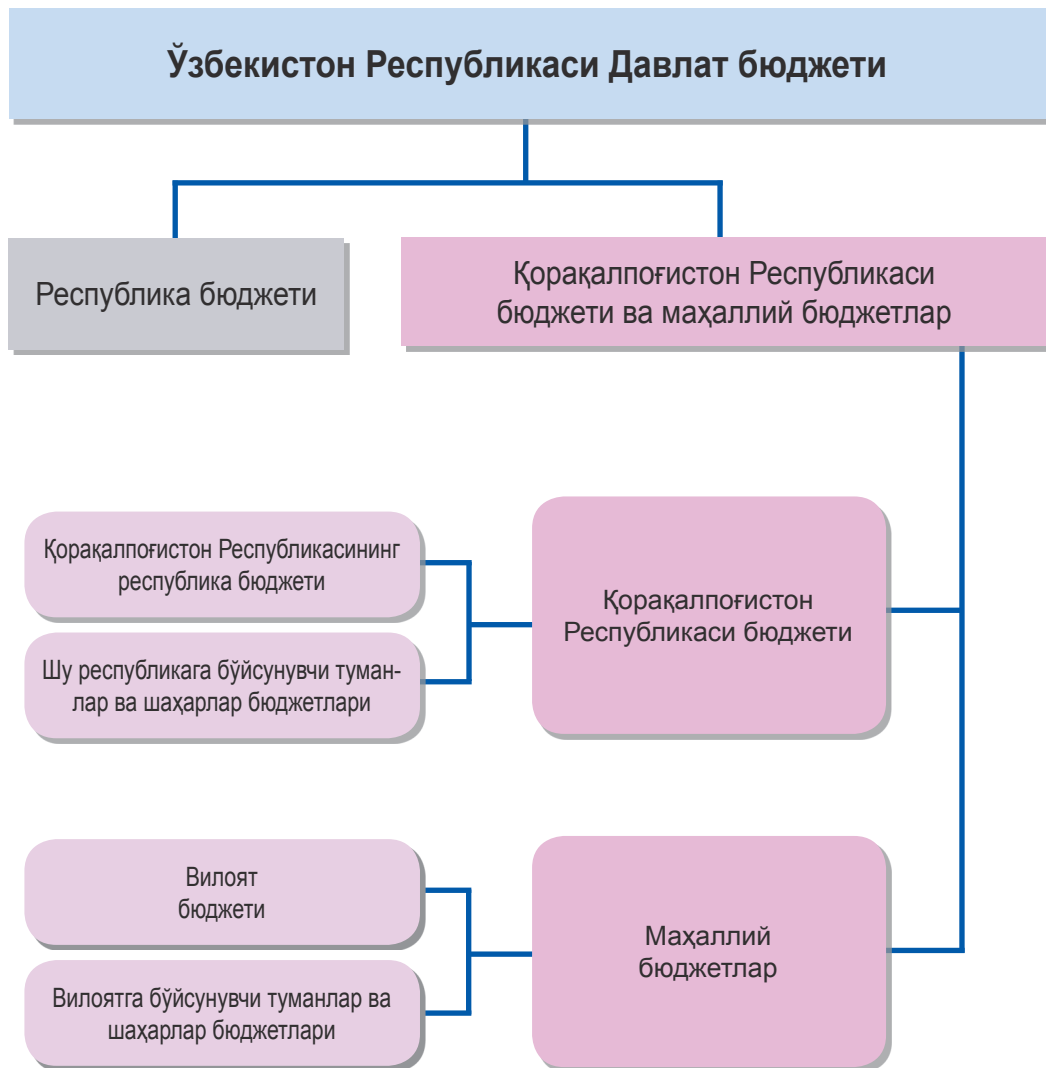 Ўзбекистон Республикаси Давлат бюджети
Республика бюджети
Қорақалпоғистон Республикаси
бюджети ва маҳаллий бюджетлар
Қорақалпоғистон Республикасининг
республика бюджети
Шу республикага бўйсунувчи туман-
лар ва шаҳарлар бюджетлари
Қорақалпоғистон
Республикаси бюджети
Вилоят
бюджети
Вилоятга бўйсунувчи туманлар ва
шаҳарлар бюджетлари
Маҳаллий
бюджетлар